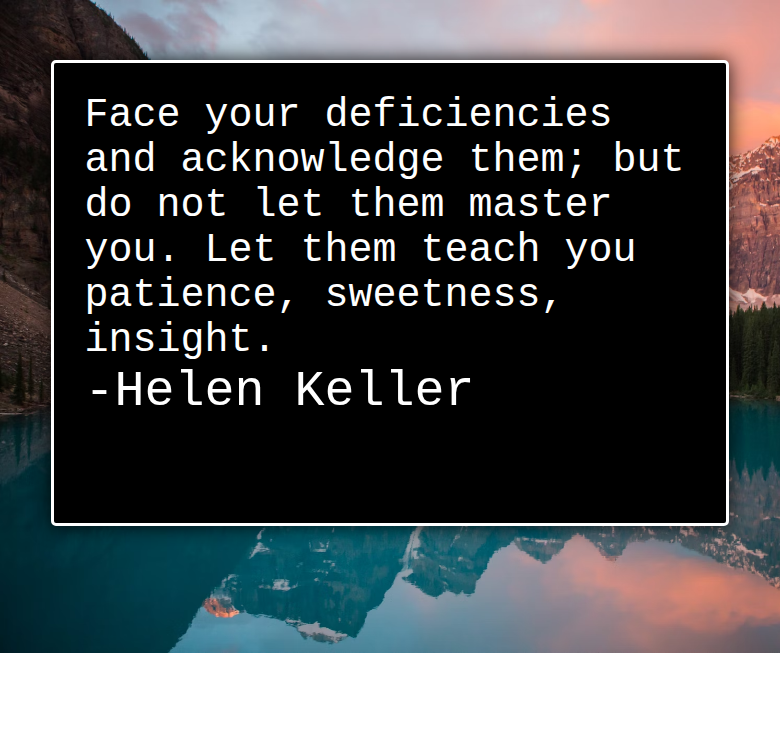 Face your deficiencies
and acknowledge them; but
do not let them master
you. Let them teach you
patience, sweetness,
insight.
-Helen Keller